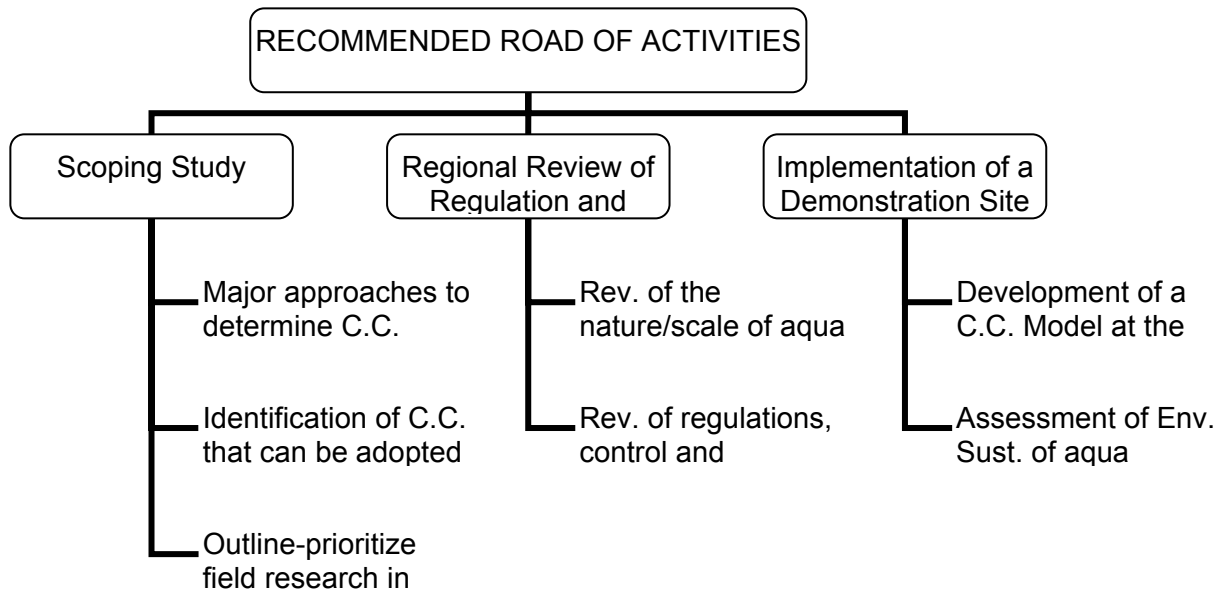 RECOMMENDED ROAD OF ACTIVITIES
Scoping Study
Regional Review of
Regulation and
Implementation of a
Demonstration Site
Major approaches to
determine C.C.
Identification of C.C.
that can be adopted
Outline-prioritize
field research in
Rev. of the
nature/scale of aqua
Rev. of regulations,
control and
Development of a
C.C. Model at the
Assessment of Env.
Sust. of aqua